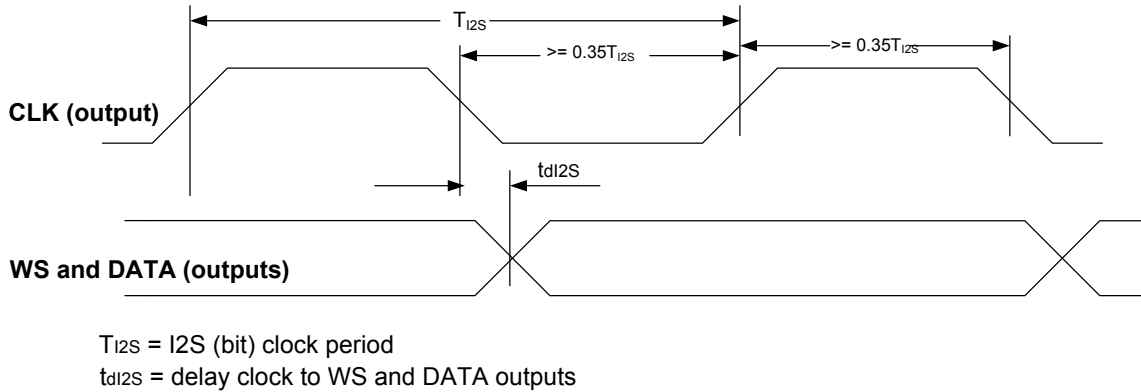 TI2S
>= 0.35TI2S
>= 0.35TI2S
CLK (output)
tdI2S
WS and DATA (outputs)
TI2S = I2S (bit) clock period
tdI2S = delay clock to WS and DATA outputs